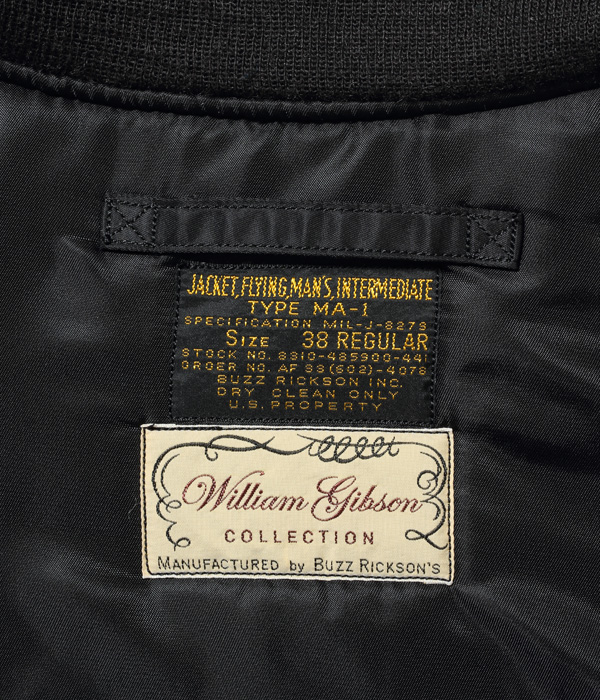 JACKET, FLYING, MAN'S, INTERMEDIATE
TYPE MA-1
SPECIFICATION MIL-J-8279
SIZE 38 REGULAR
STOCK NO. 8310-485900-441
ORDER NO. AF 33(602)-4078
BUZZ RICKSON INC.
DRY CLEAN ONLY
U.S. PROPERTY
William Gibson
COLLECTION
MANUFACTURED by BUZZ RICKSON'S